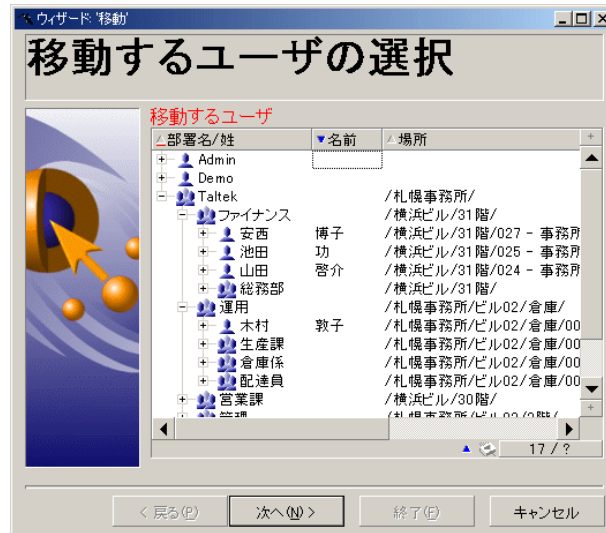 ウィザード: '移動'
移動するユーザの選択
移動するユーザ
部署名/姓 名前 場所
Admin
Demo
Taltek /札幌事務所/
ファイナンス /横浜ビル/31階/
安西 博子 /横浜ビル/31階/027 - 事務所
池田 功 /横浜ビル/31階/025 - 事務所
山田 啓介 /横浜ビル/31階/024 - 事務所
総務部 /横浜ビル/31階/
運用 /札幌事務所/ビル02/倉庫/
木村 敦子 /札幌事務所/ビル02/倉庫/00
生産課 /札幌事務所/ビル02/倉庫/00
倉庫係 /札幌事務所/ビル02/倉庫/00
配達員 /札幌事務所/ビル02/倉庫/00
営業課 /横浜ビル/30階/
17 / ?
< 戻る(P) 次へ(N) > 終了(F) キャンセル